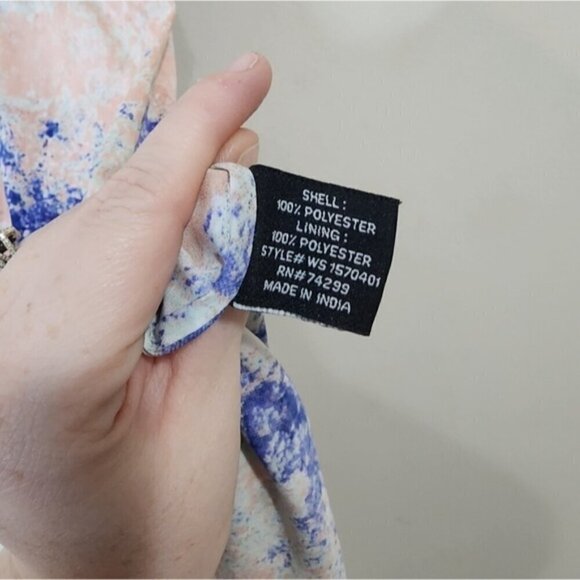 SHELL :
100% POLYESTER
LINING :
100% POLYESTER
STYLE# WS 1570401
RN# 74299
MADE IN INDIA